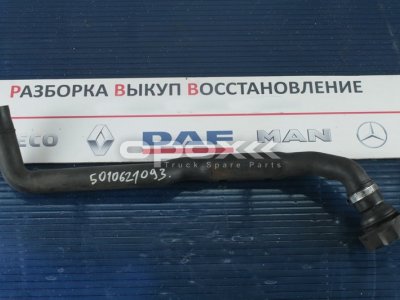 РАЗБОРКА ВЫКУП ВОССТАНОВЛЕНИЕ
ECO DAF MAN
Truck Spare Parts
5010621093.